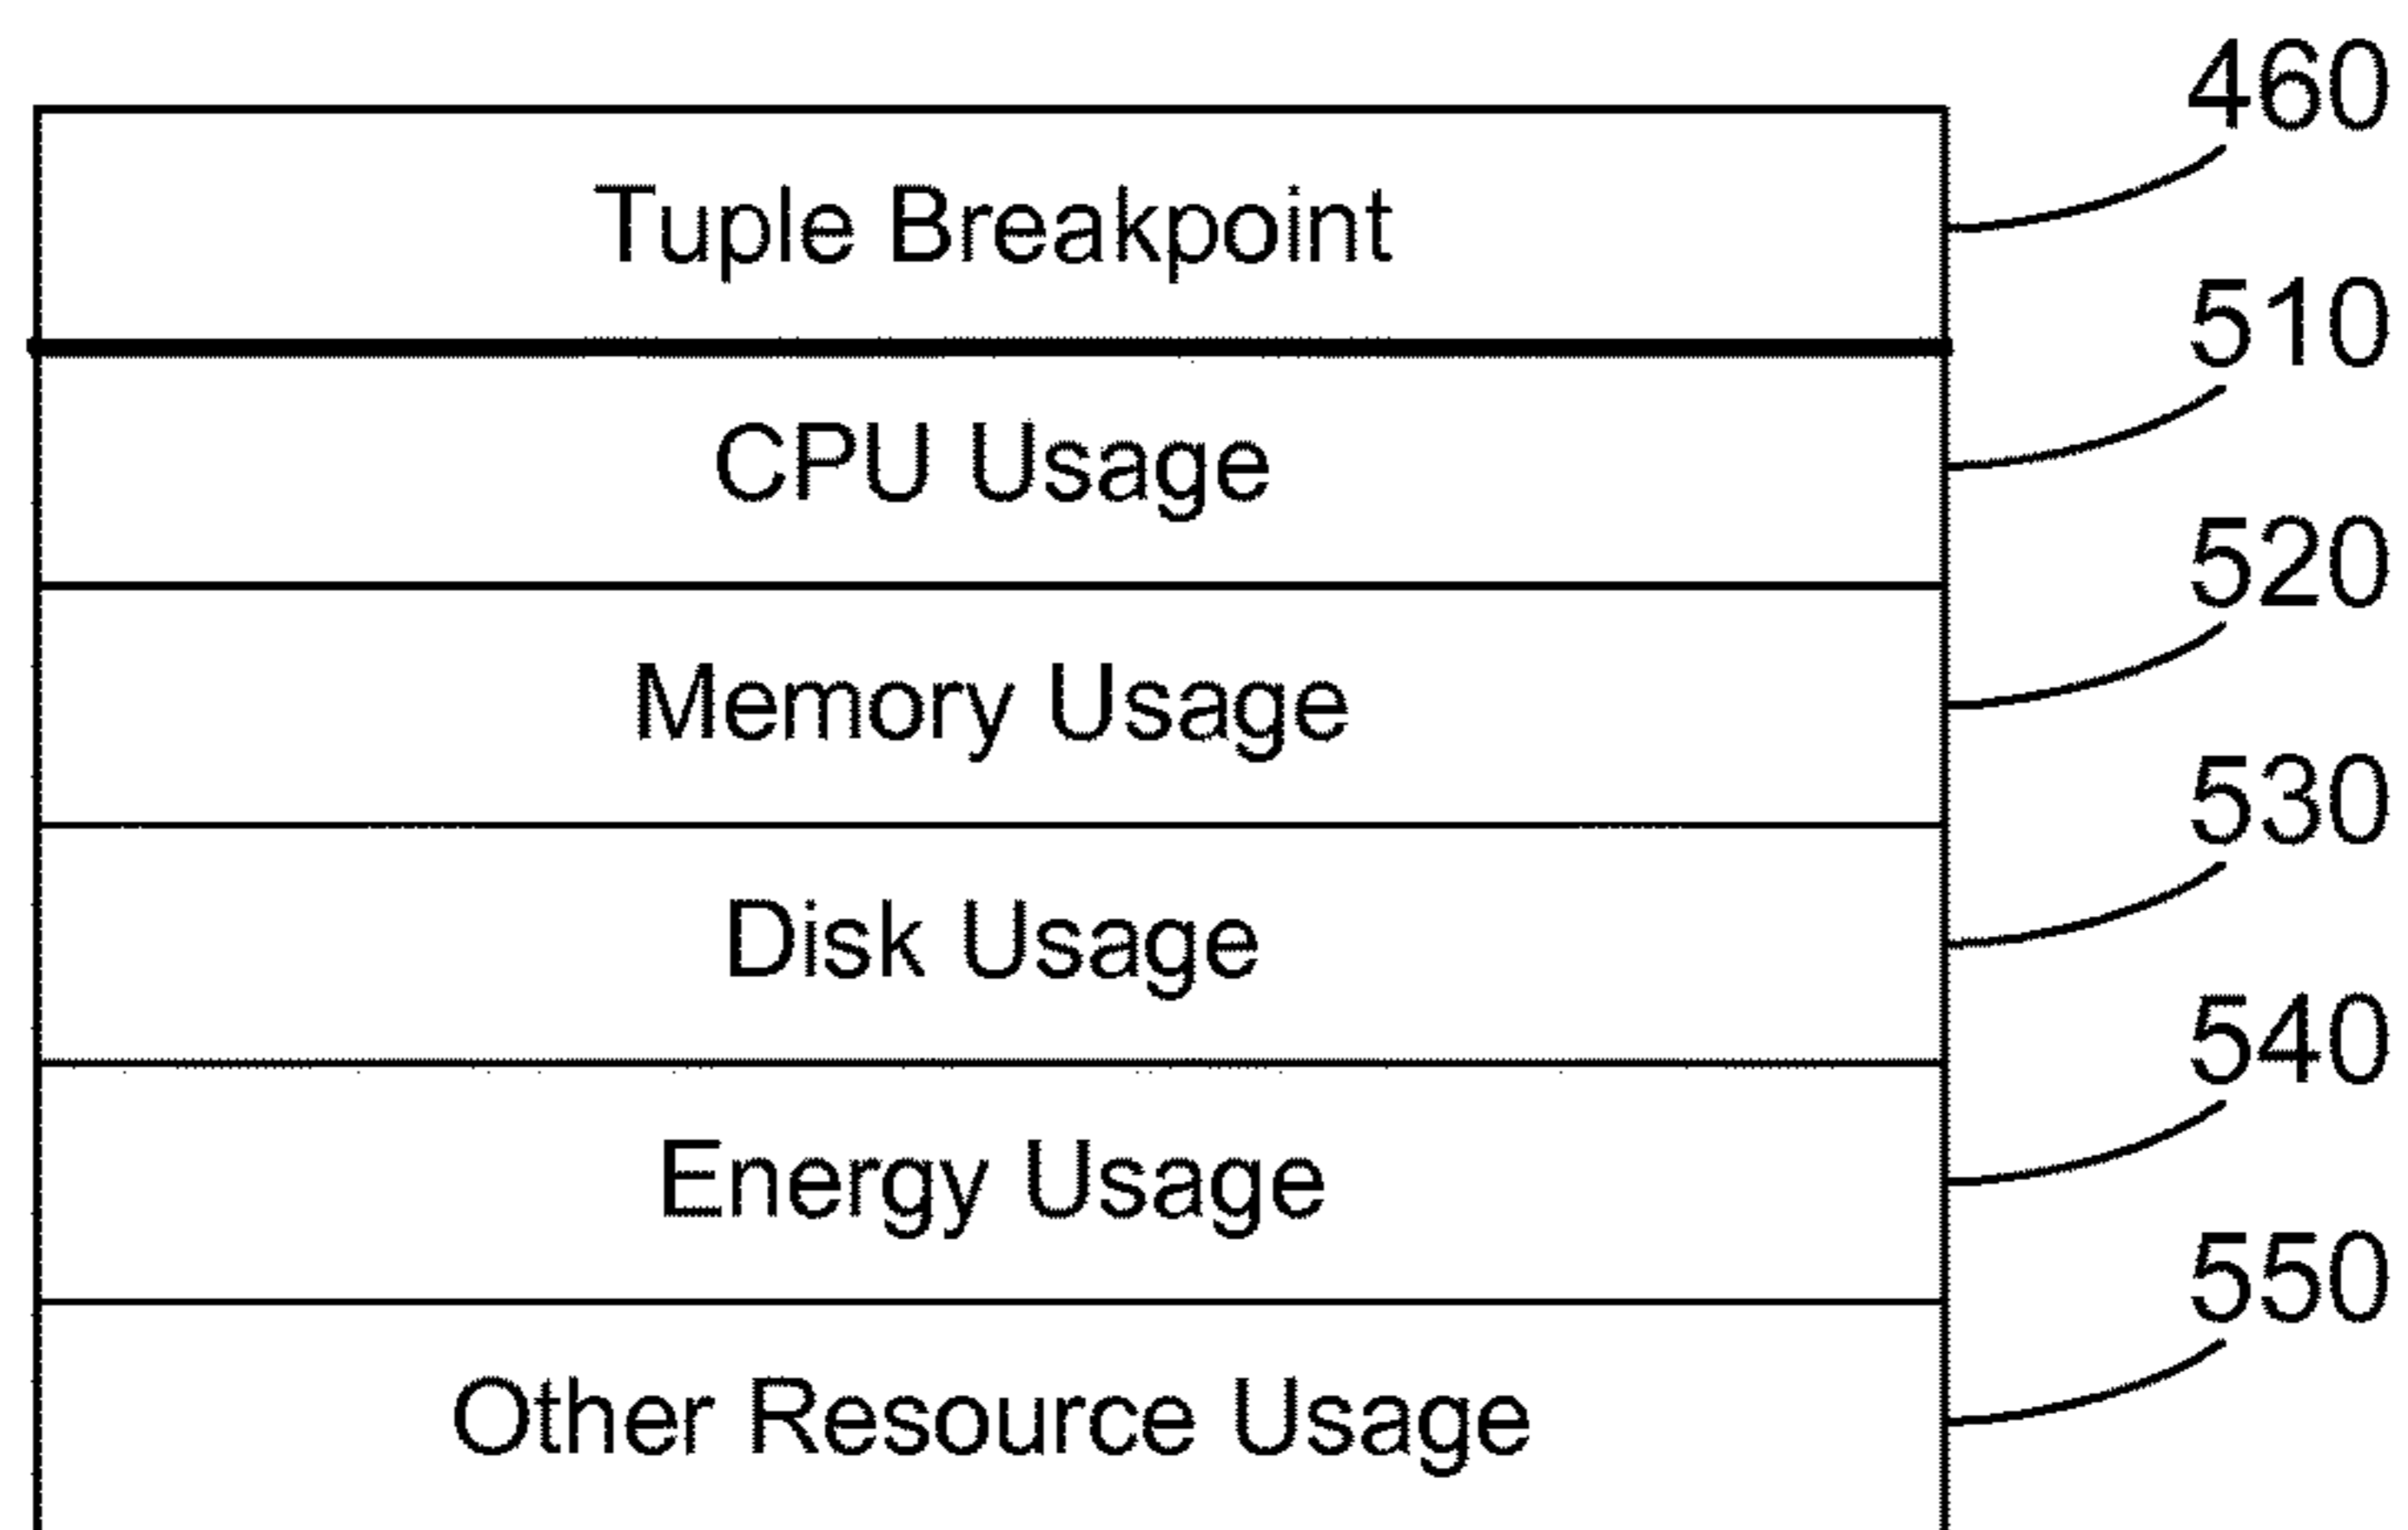 460
Tuple Breakpoint
510
CPU Usage
520
Memory Usage
530
Disk Usage
540
Energy Usage
550
Other Resource Usage